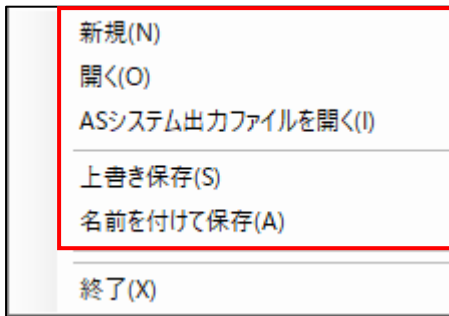 新規(N)
開く(O)
ASシステム出力ファイルを開く(I)
上書き保存(S)
名前を付けて保存(A)
終了(X)